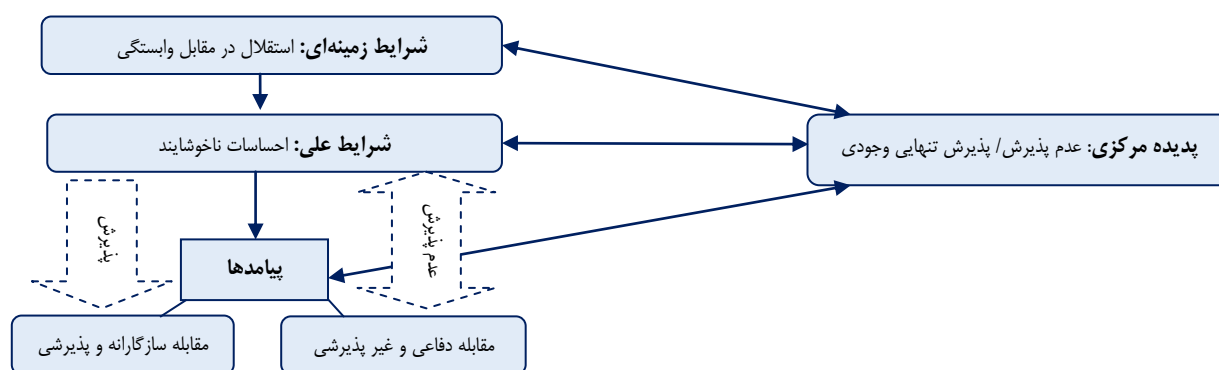 شرایط زمینه‌ای: استقلال در مقابل وابستگی
شرایط علی: احساسات ناخوشایند
پدیده مرکزی: عدم پذیرش/ پذیرش تنهایی وجودی
پذیرش
عدم پذیرش
پیامدها
مقابله دفاعی و غیر پذیرشی
مقابله سازگارانه و پذیرشی